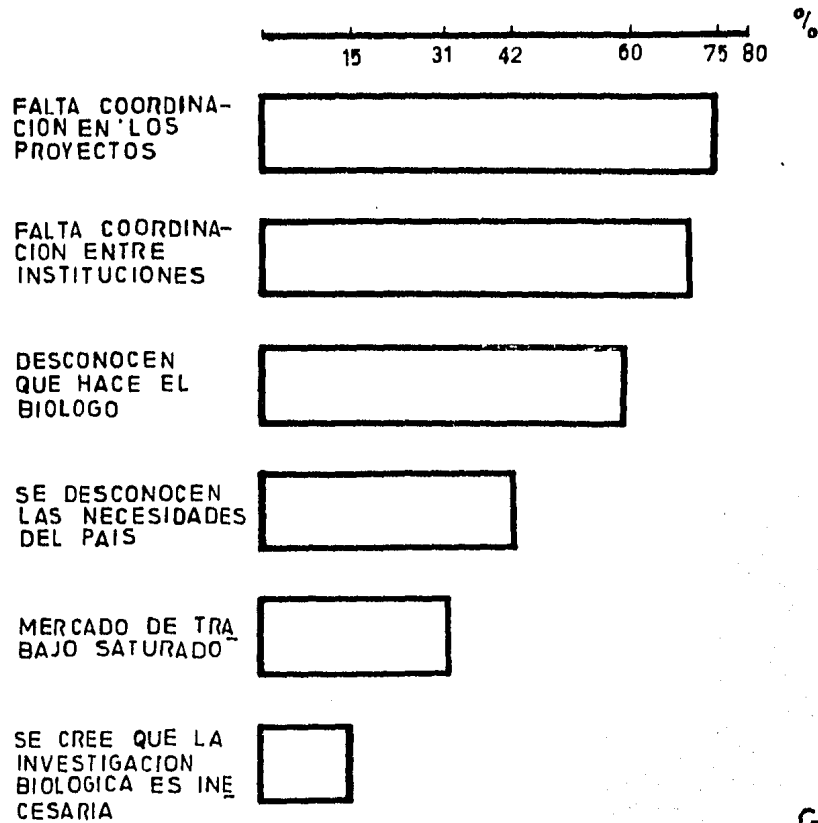 %
15 31 42 60 75 80
FALTA COORDINA-
CION EN LOS
PROYECTOS
FALTA COORDINA-
CION ENTRE
INSTITUCIONES
DESCONOCEN
QUE HACE EL
BIOLOGO
SE DESCONOCEN
LAS NECESIDADES
DEL PAIS
MERCADO DE TRA
BAJO SATURADO
SE CREE QUE LA
INVESTIGACION
BIOLOGICA ES INE
CESARIA